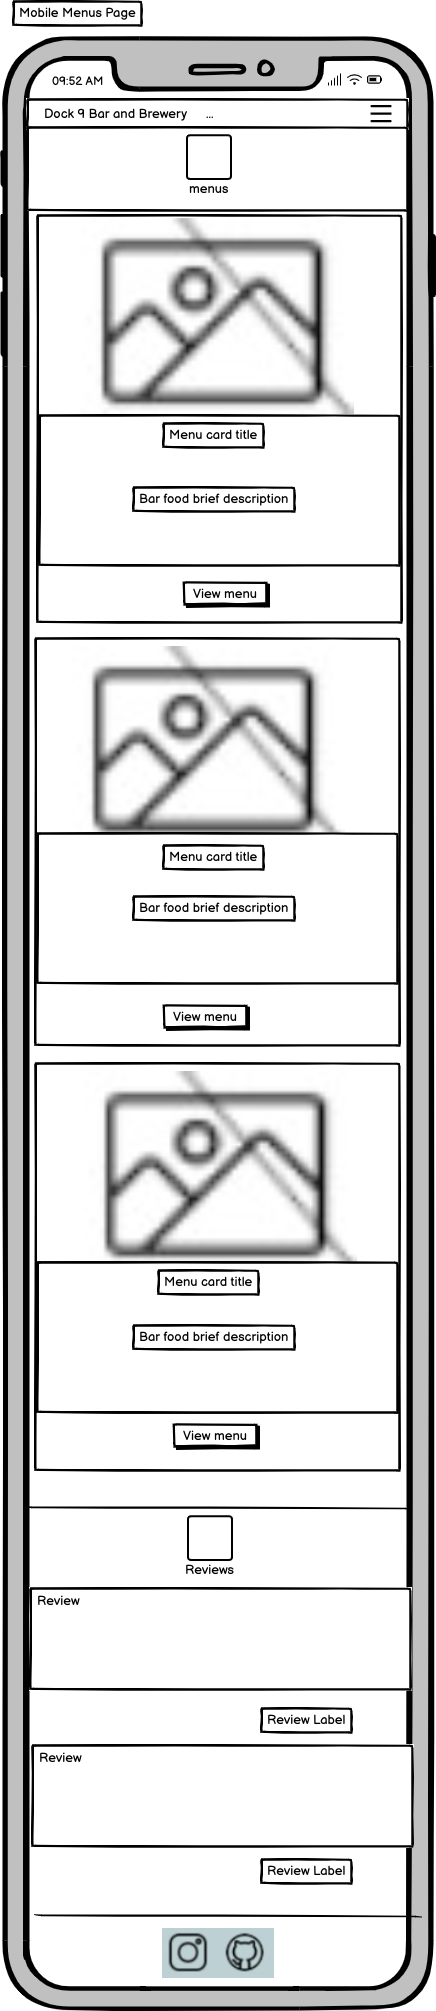 Mobile Menus Page
09:52 AM
Dock 9 Bar and Brewery ...
menus
Menu card title
Bar food brief description
View menu
Menu card title
Bar food brief description
View menu
Menu card title
Bar food brief description
View menu
Reviews
Review
Review Label
Review
Review Label